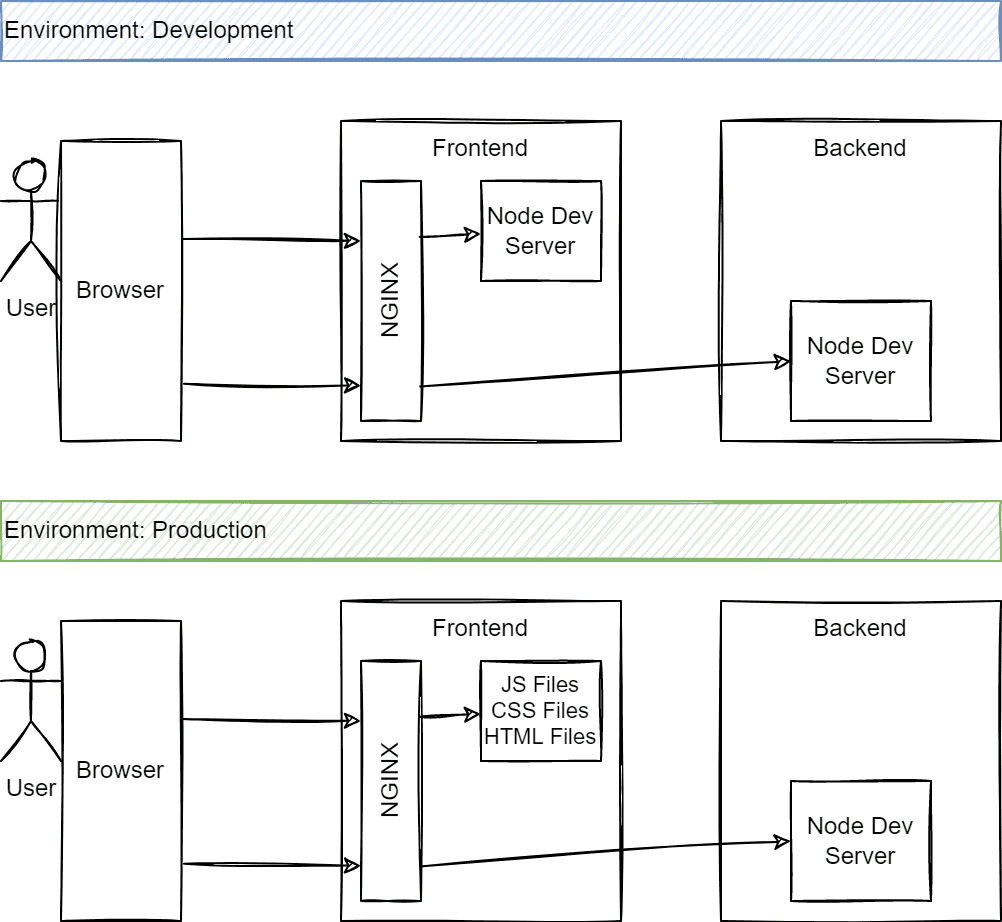 Environment: Development
Frontend
Backend
Node Dev
Server
NGINX
Browser
User
Node Dev
Server
Environment: Production
Frontend
Backend
JS Files
CSS Files
HTML Files
NGINX
Browser
User
Node Dev
Server